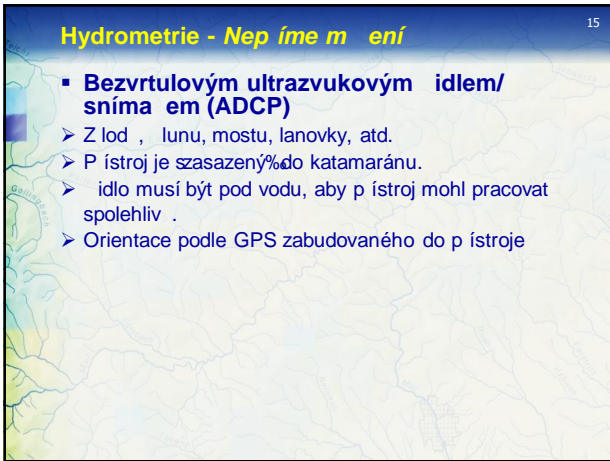 15
Hydrometrie - Nep íme m ení
▪ Bezvrtulovým ultrazvukovým idlem/
sníma em (ADCP)
➢ Z lod , lunu, mostu, lanovky, atd.
➢ P ístroj je szasazený‰do katamaránu.
➢ idlo musí být pod vodu, aby p ístroj mohl pracovat
spolehliv .
➢ Orientace podle GPS zabudovaného do p ístroje